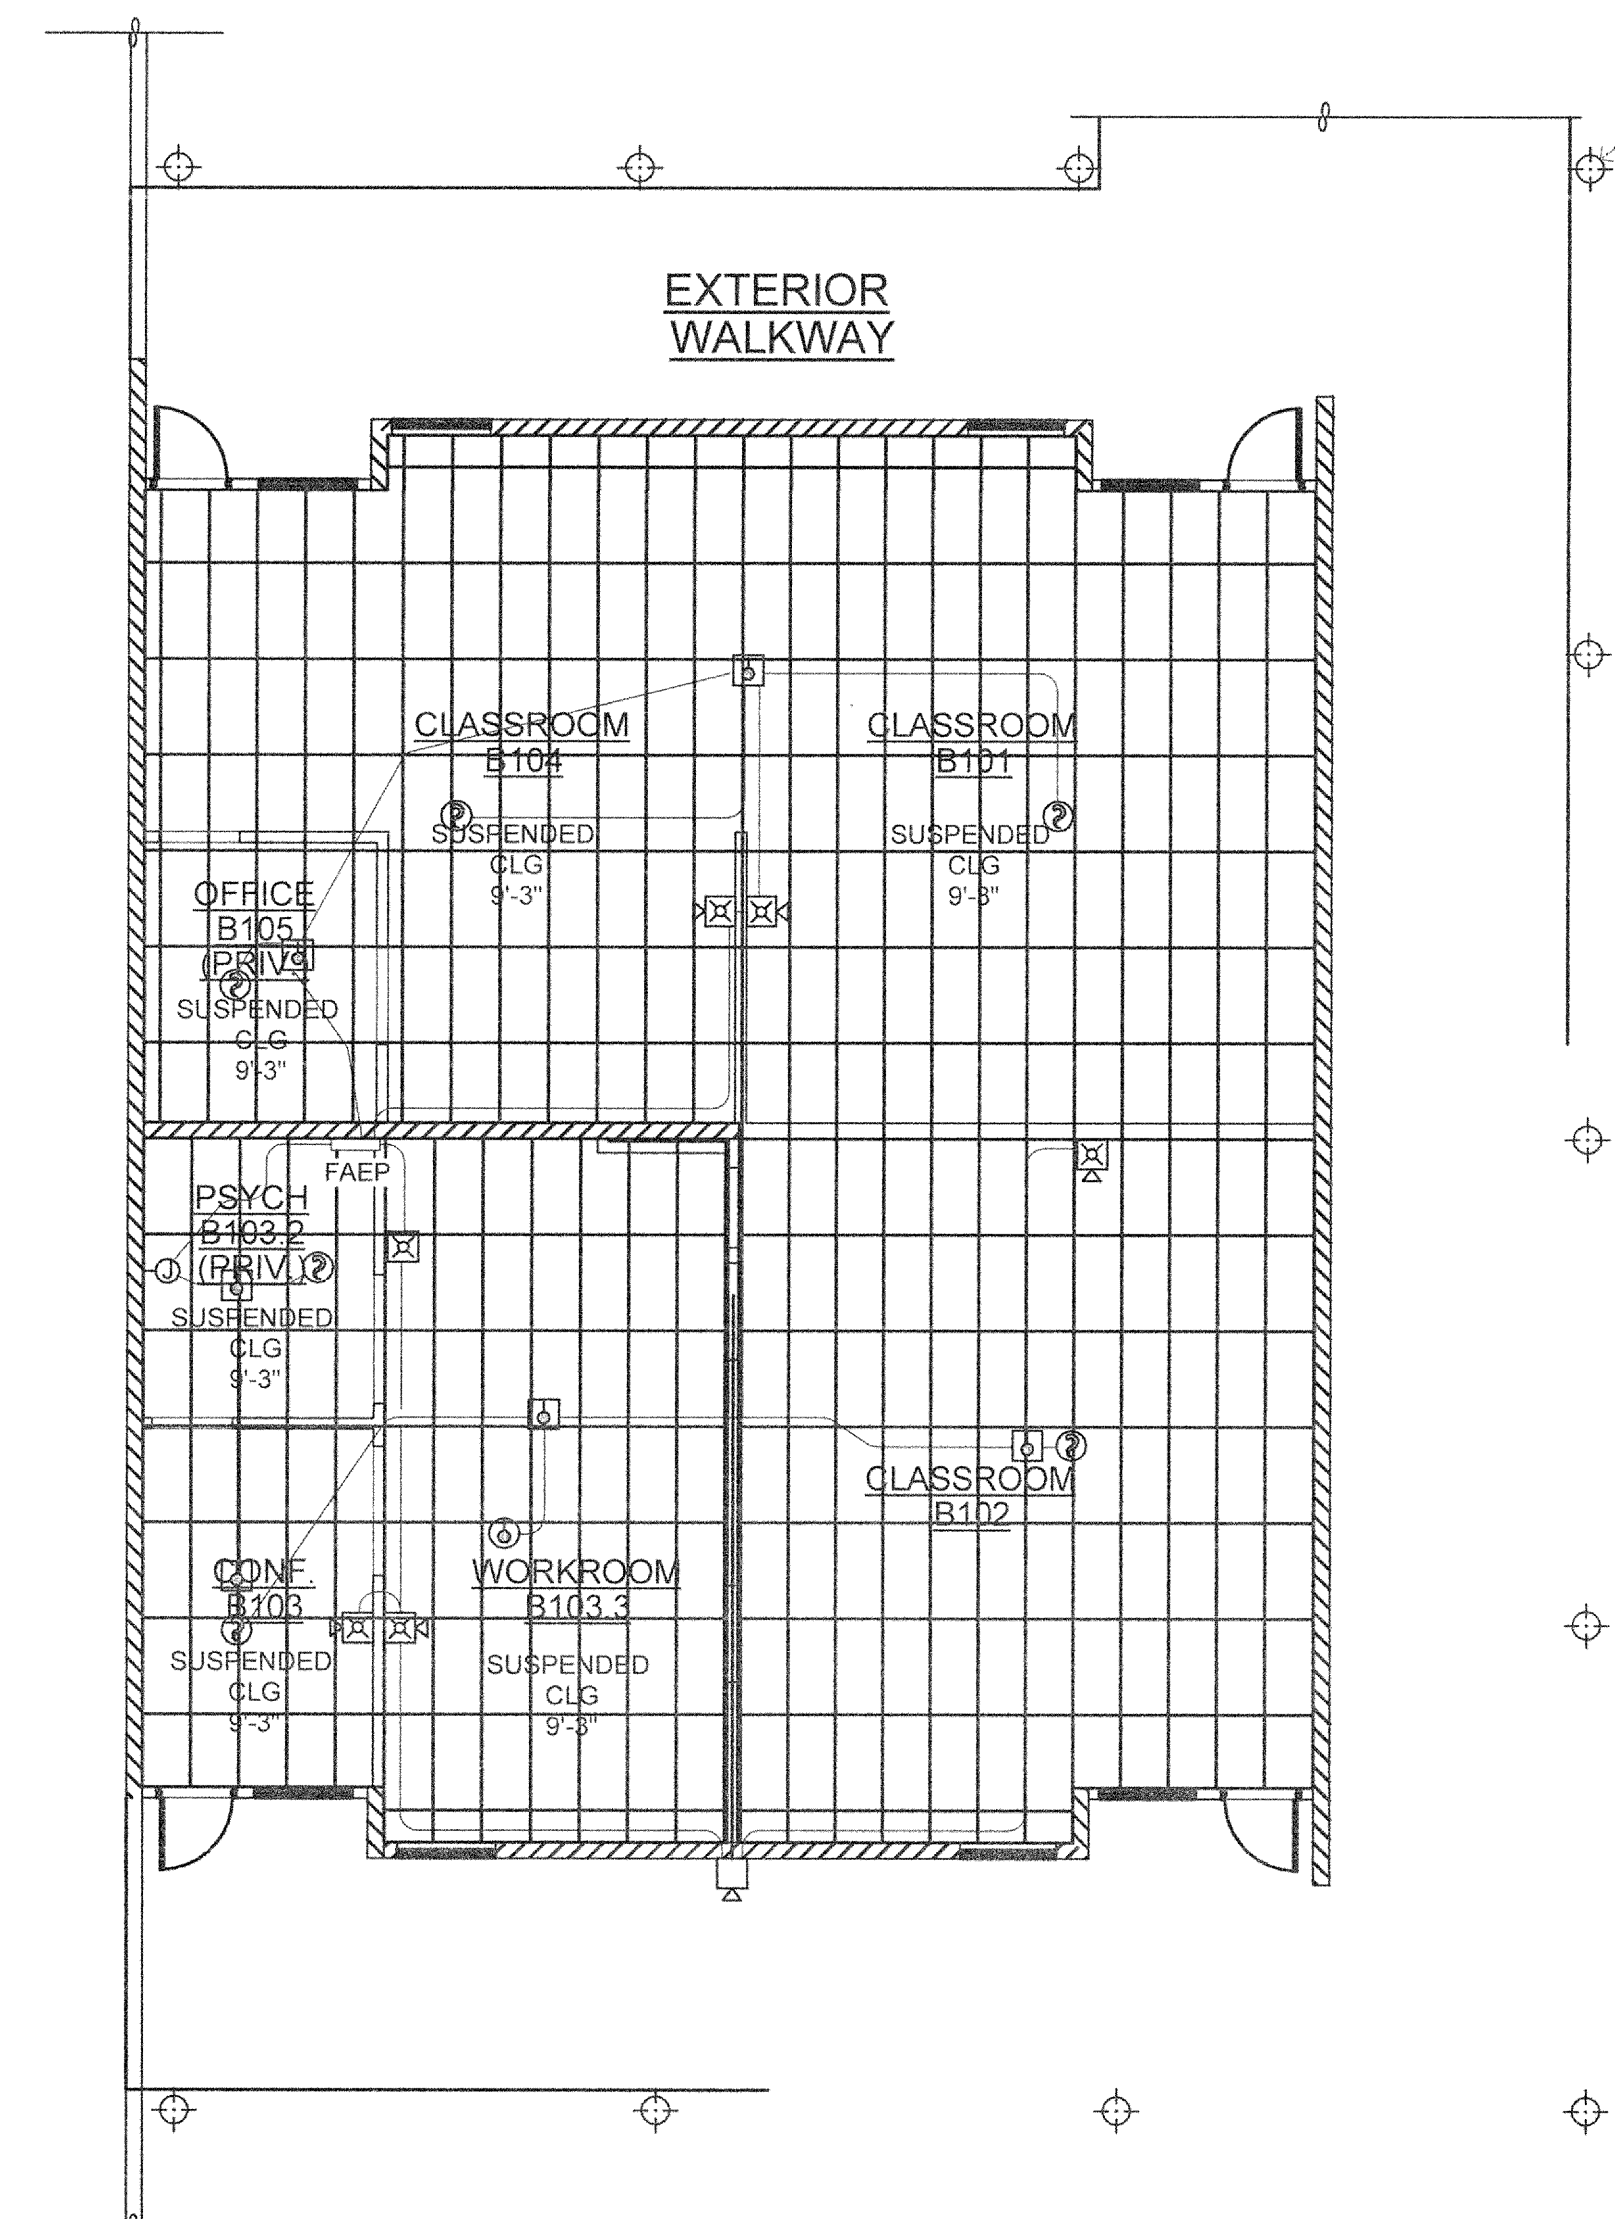 EXTERIOR
WALKWAY
CLASSROOM
B104
SUSPENDED
CLG
9'-3"
CLASSROOM
B101
SUSPENDED
CLG
9'-3"
OFFICE
B105
(PRIV.)
SUSPENDED
CLG
9'-3"
FAEP
PSYCH
B103.2
(PRIV.)
J
SUSPENDED
CLG
9'-3"
CLASSROOM
B102
CONF.
B103
SUSPENDED
CLG
9'-3"
WORKROOM
B103.3
SUSPENDED
CLG
9'-3"